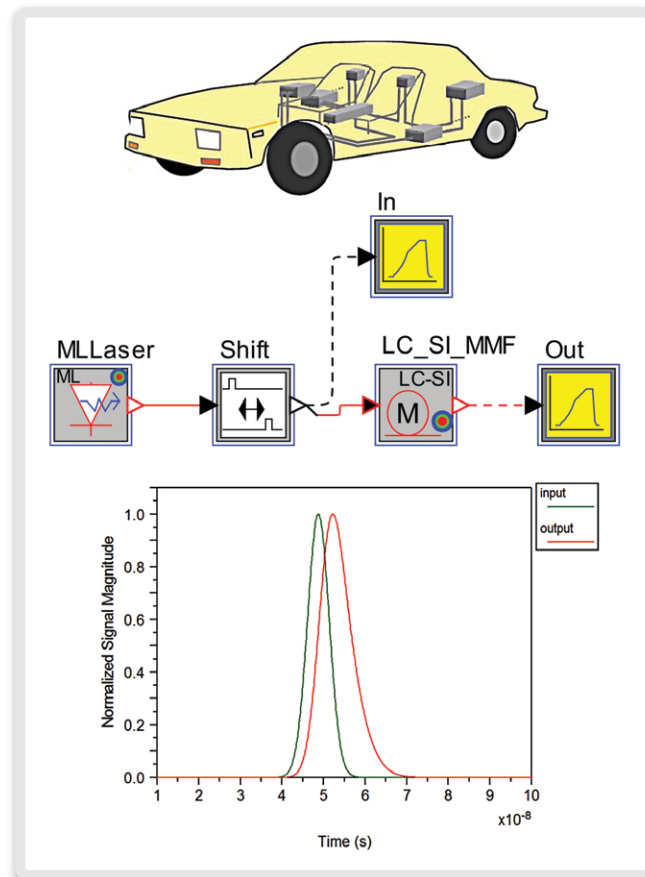 In
MLLaser
Shift
LC_SI_MMF
Out
ML
LC-SI
M
input
output
Normalized Signal Magnitude
1.0
0.8
0.6
0.4
0.2
0.0
1 2 3 4 5 6 7 8 9 10
x10-8
Time (s)